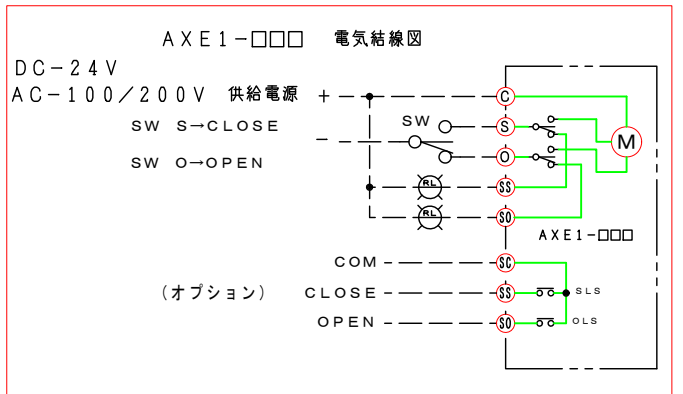 AXE1-□□□ 電気結線図
DC-24V
AC-100/200V 供給電源 +
C
SW S→CLOSE
SW
S
-
M
SW O→OPEN
O
RL
SS
RL
SO
AXE1-□□□
COM
SC
(オプション) CLOSE
SS
SLS
OPEN
SO
OLS